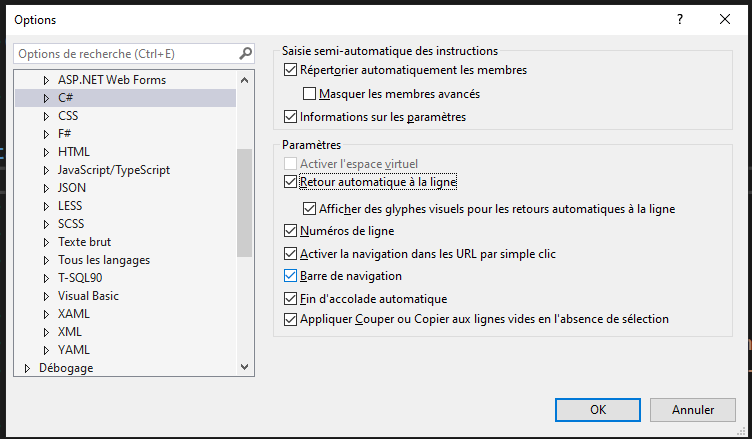 Options
Options de recherche (Ctrl+E)
ASP.NET Web Forms
C#
CSS
F#
HTML
JavaScript/TypeScript
JSON
LESS
SCSS
Texte brut
Tous les langages
T-SQL90
Visual Basic
XAML
XML
YAML
Débogage
Saisie semi-automatique des instructions
Répertorier automatiquement les membres
Masquer les membres avancés
Informations sur les paramètres
Paramètres
Activer l'espace virtuel
Retour automatique à la ligne
Afficher des glyphes visuels pour les retours automatiques à la ligne
Numéros de ligne
Activer la navigation dans les URL par simple clic
Barre de navigation
Fin d'accolade automatique
Appliquer Couper ou Copier aux lignes vides en l'absence de sélection
OK
Annuler